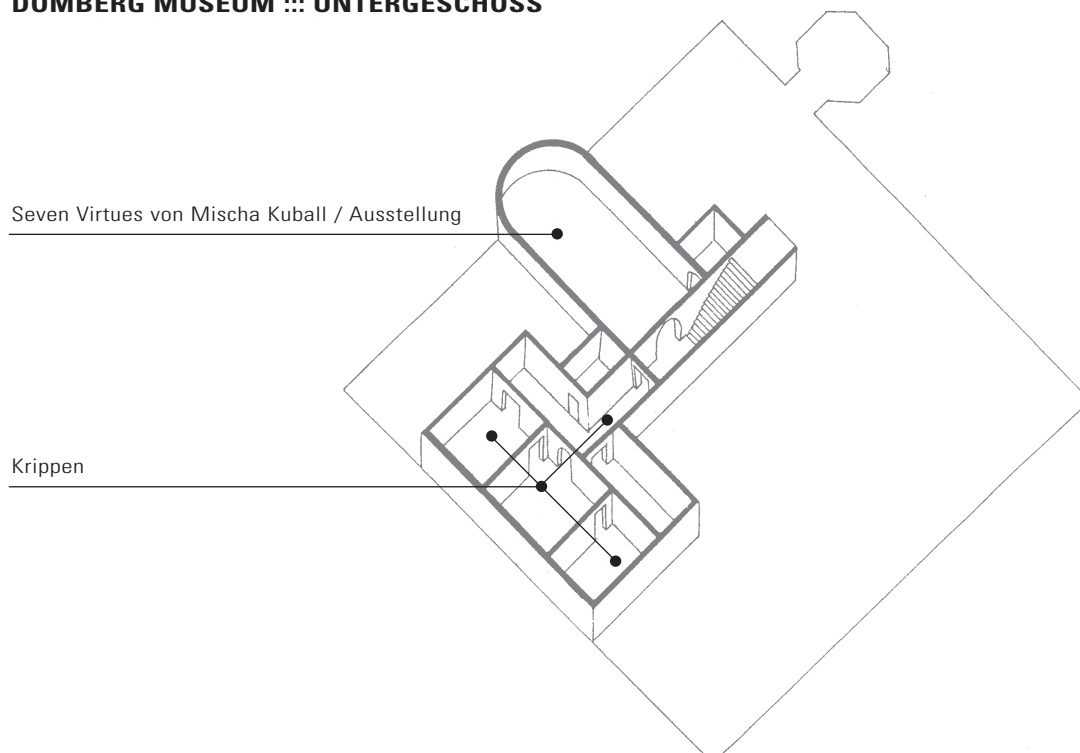 DOMBERG MUSEUM ::: UNTERGESCHOSS
Seven Virtues von Mischa Kuball / Ausstellung
Krippen